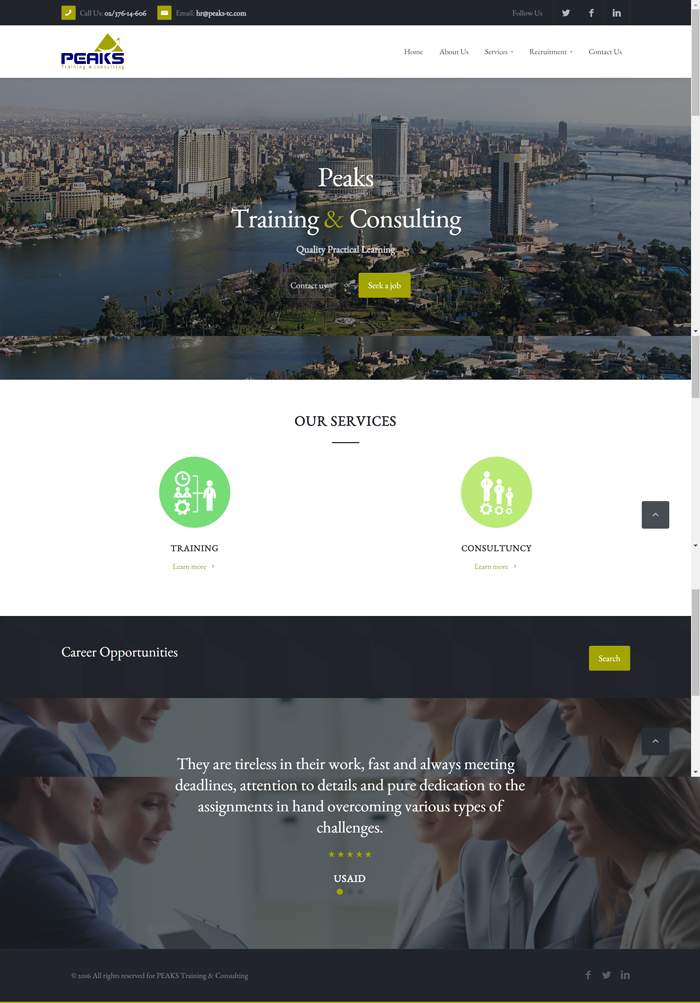 Call Us: 02/376-14-606 Email: hr@peaks-tc.com Follow Us
PEAKS
Training & consulting
Home About Us Services Recruitment Contact Us
Peaks
Training & Consulting
Quality Practical Learning
Contact us Seek a job
OUR SERVICES
TRAINING CONSULTUNCY
Learn more Learn more
Career Opportunities Search
They are tireless in their work, fast and always meeting
deadlines, attention to details and pure dedication to the
assignments in hand overcoming various types of
challenges.
USAID
© 2016 All rights reserved for PEAKS Training & Consulting